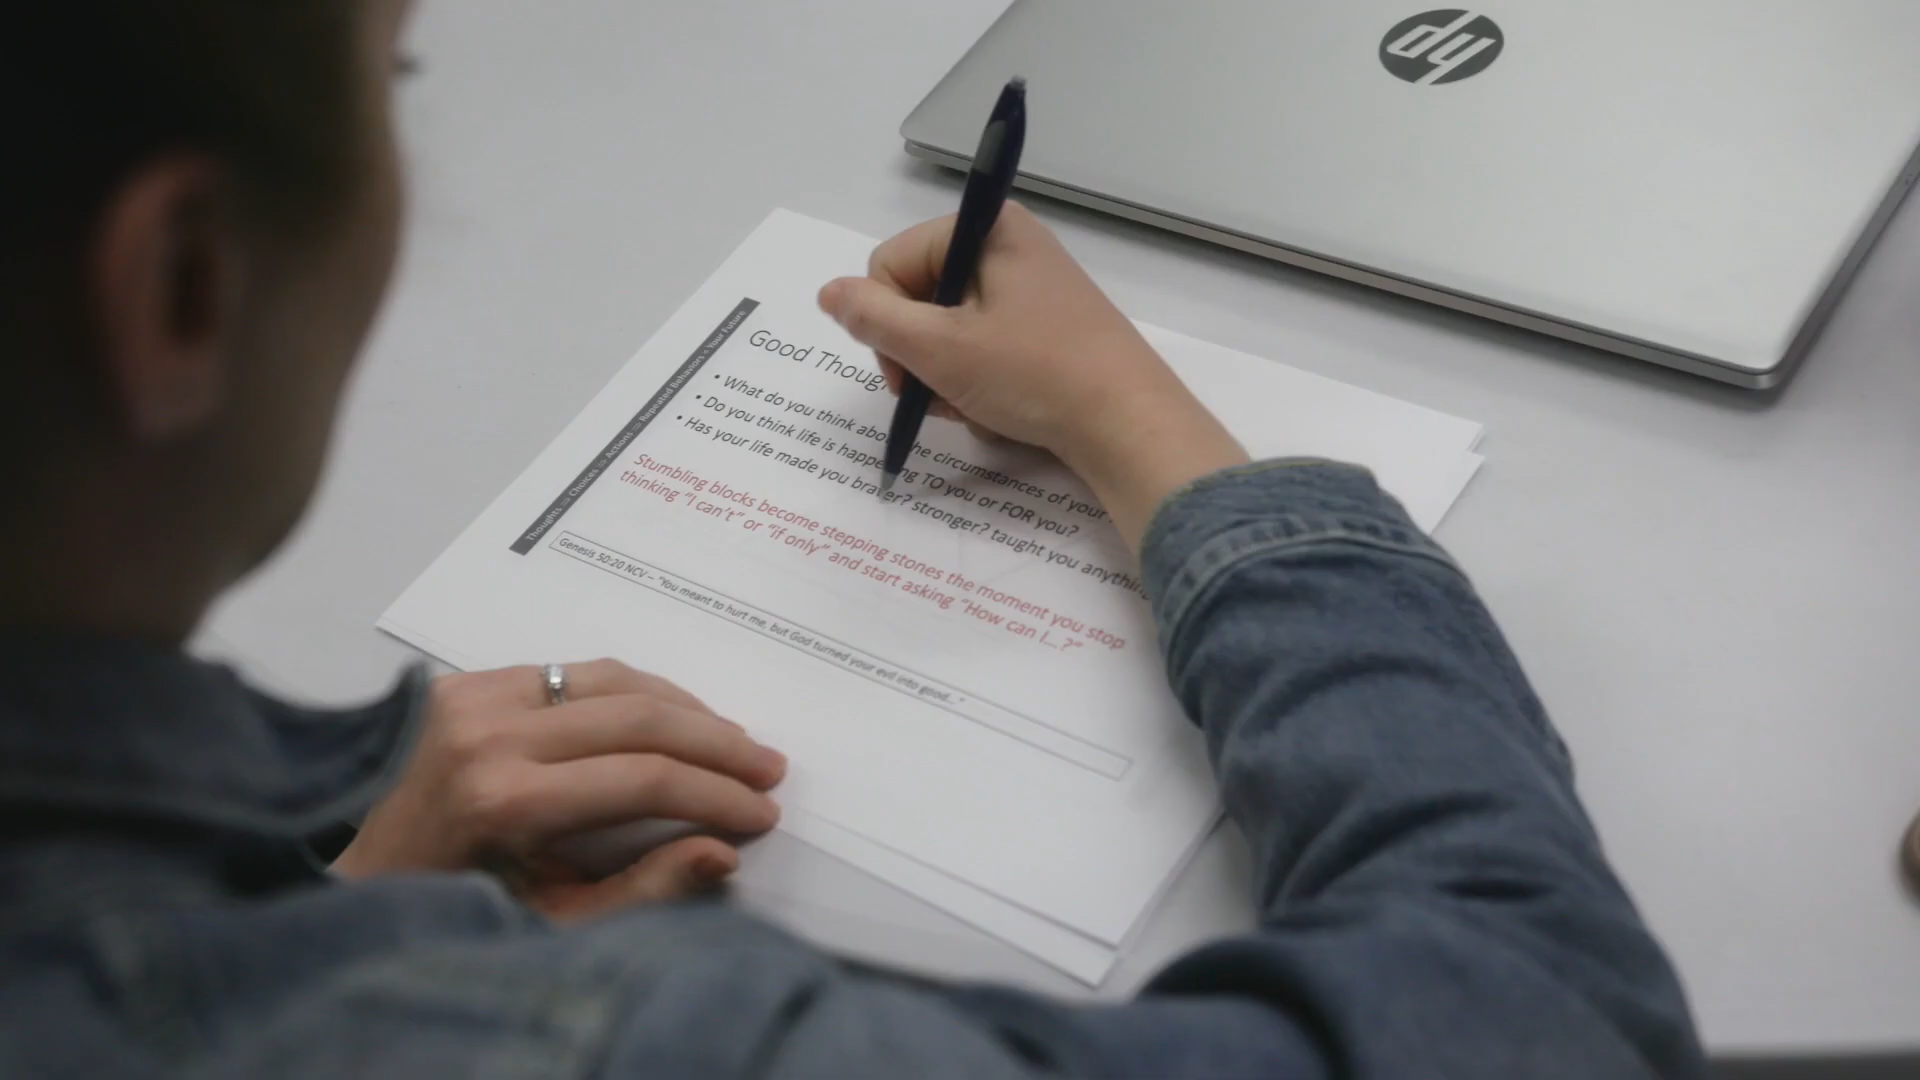 hp
Good Thoug
Thoughts => Choices => Actions => Repeated Behaviors = Your Future
• What do you think abo he circumstances of your
• Do you think life is happening TO you or FOR you?
• Has your life made you braver? stronger? taught you anythin
Stumbling blocks become stepping stones the moment you stop
thinking “I can't” or “if only” and start asking “How can I...?”
Genesis 50:20 NCV – “You meant to hurt me, but God turned your evil into good...”